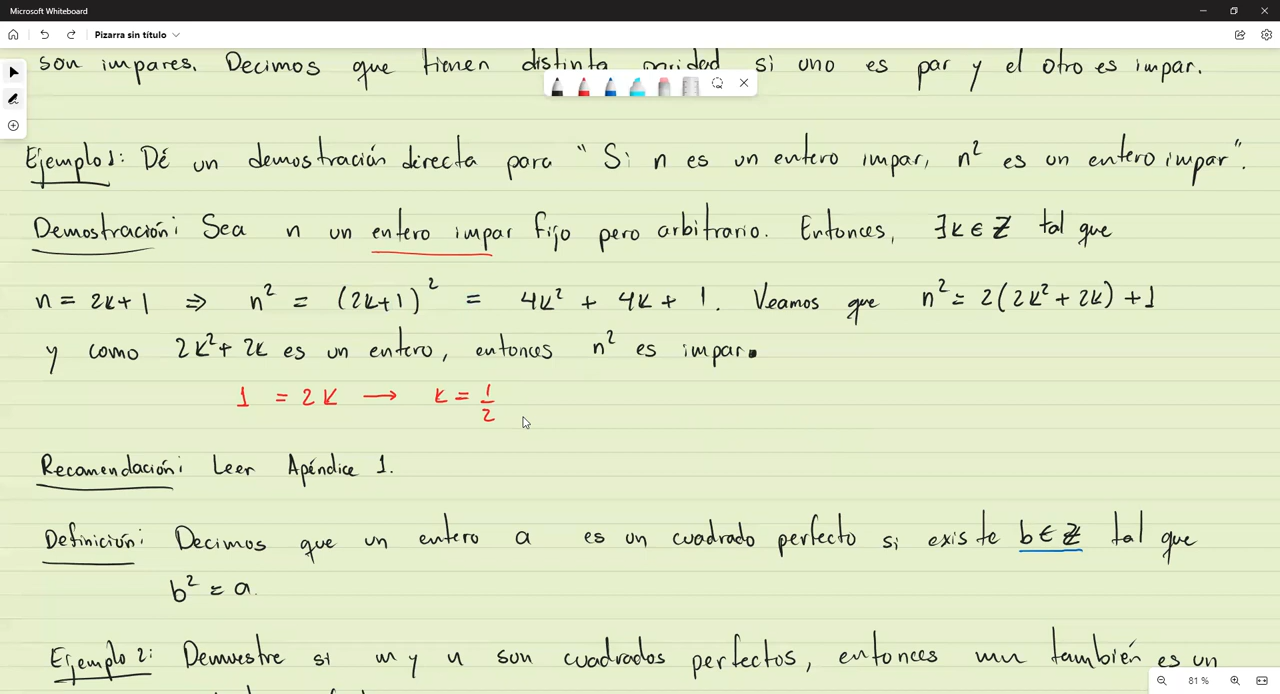 Microsoft Whiteboard
Pizarra sin título
son impares. Decimos que tienen distinta paridad si uno es par y el otro es impar.
Ejemplo 1: Dé un demostración directa para "Si n es un entero impar, n² es un entero impar".
Demostración: Sea n un entero impar fijo pero arbitrario. Entonces, ∃k∈ℤ tal que
n = 2k+1 ⇒ n² = (2k+1)² = 4k² + 4k + 1. Veamos que n² = 2(2k² + 2k) + 1
y como 2k² + 2k es un entero, entonces n² es impar.
1 = 2k → k = 1/2
Recomendación: Leer Apéndice 1.
Definición: Decimos que un entero a es un cuadrado perfecto si existe b∈ℤ tal que
b² = a.
Ejemplo 2: Demuestre si m y n son cuadrados perfectos, entonces mn también es un
81 %